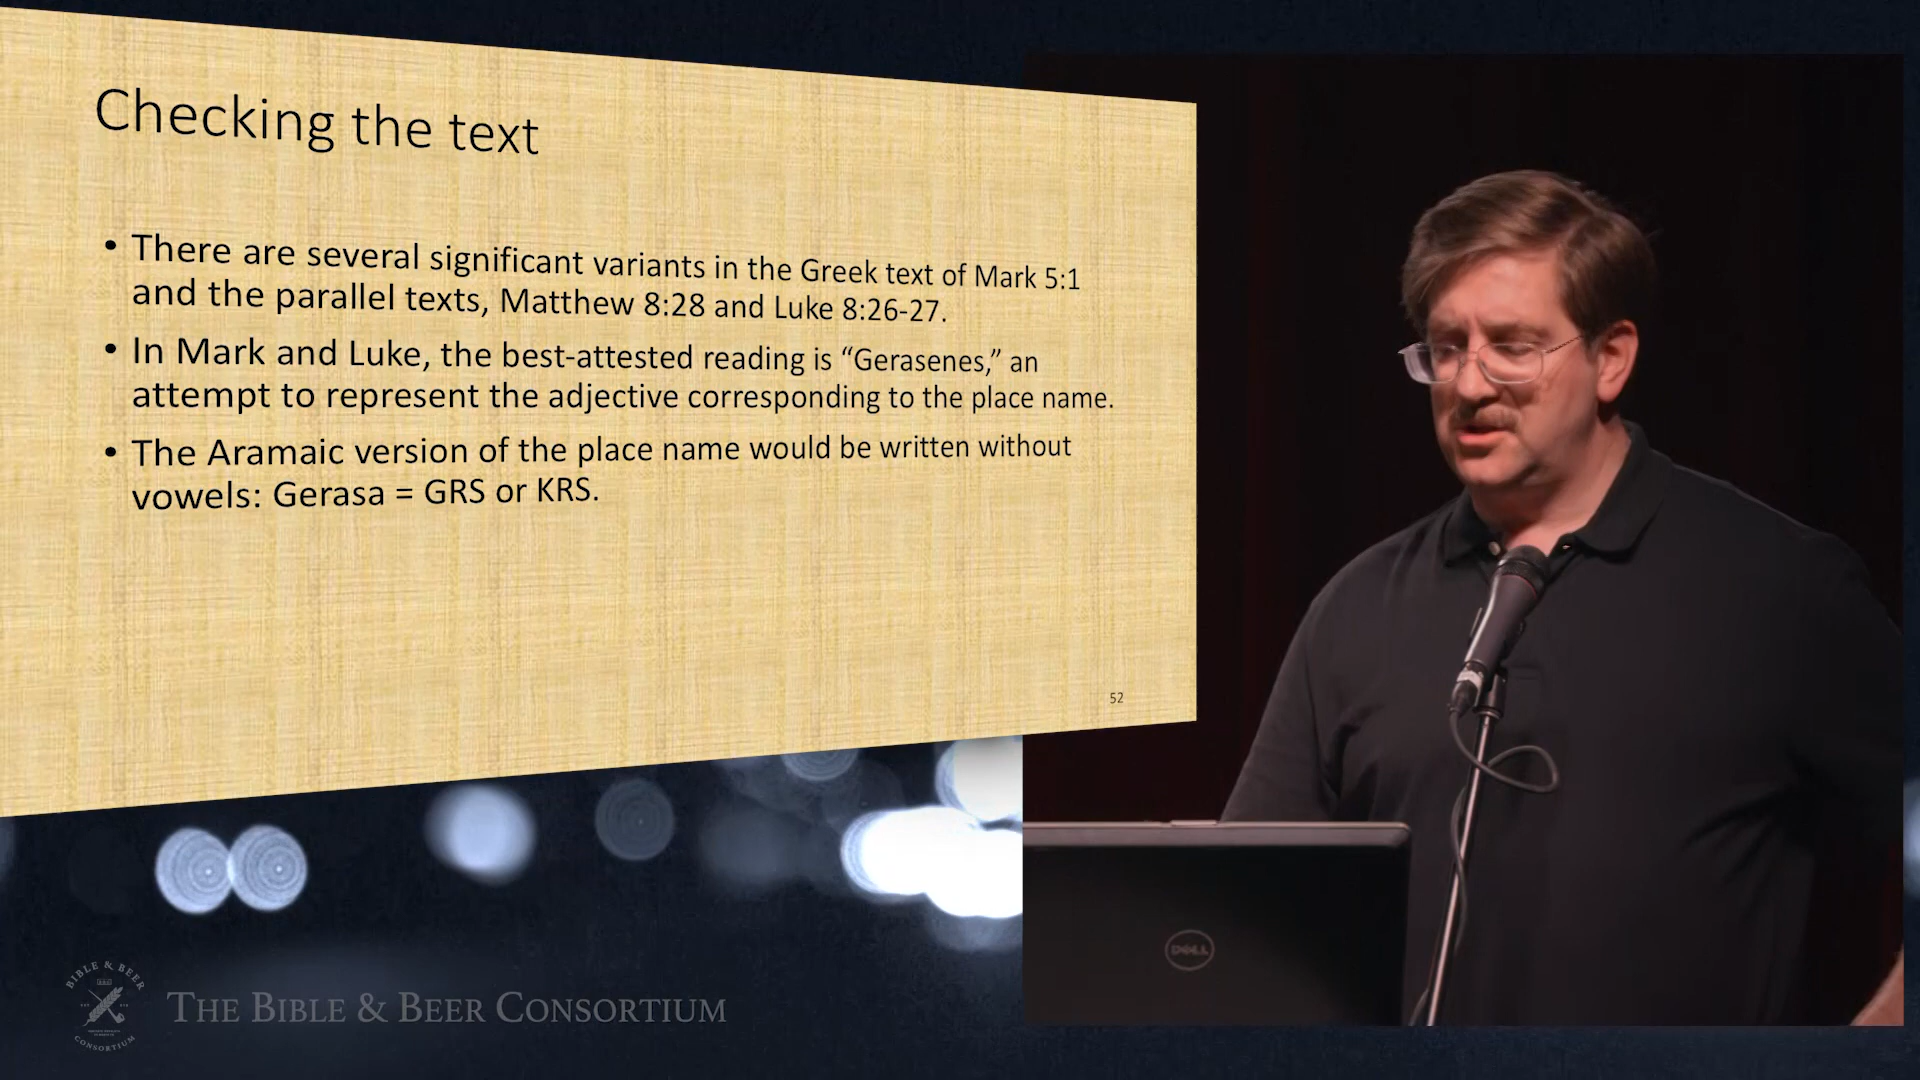 Checking the text
• There are several significant variants in the Greek text of Mark 5:1
and the parallel texts, Matthew 8:28 and Luke 8:26-27.
• In Mark and Luke, the best-attested reading is “Gerasenes,” an
attempt to represent the adjective corresponding to the place name.
• The Aramaic version of the place name would be written without
vowels: Gerasa = GRS or KRS.
52
DELL
BIBLE & BEER
CONSORTIUM
THE BIBLE & BEER CONSORTIUM